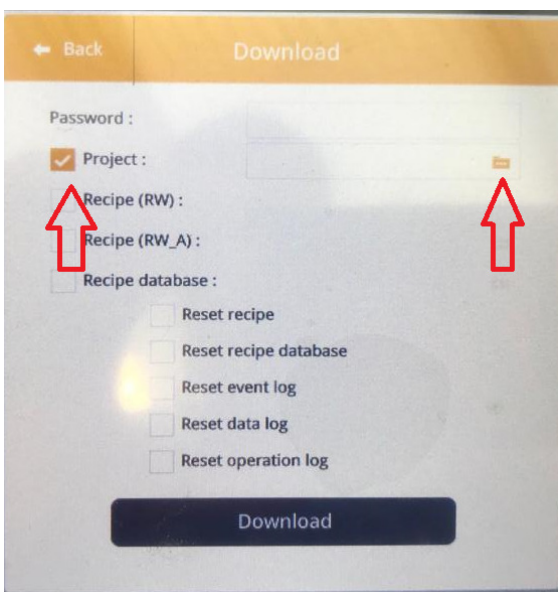 Back
Download
Password :
Project :
Recipe (RW) :
Recipe (RW_A) :
Recipe database :
Reset recipe
Reset recipe database
Reset event log
Reset data log
Reset operation log
Download